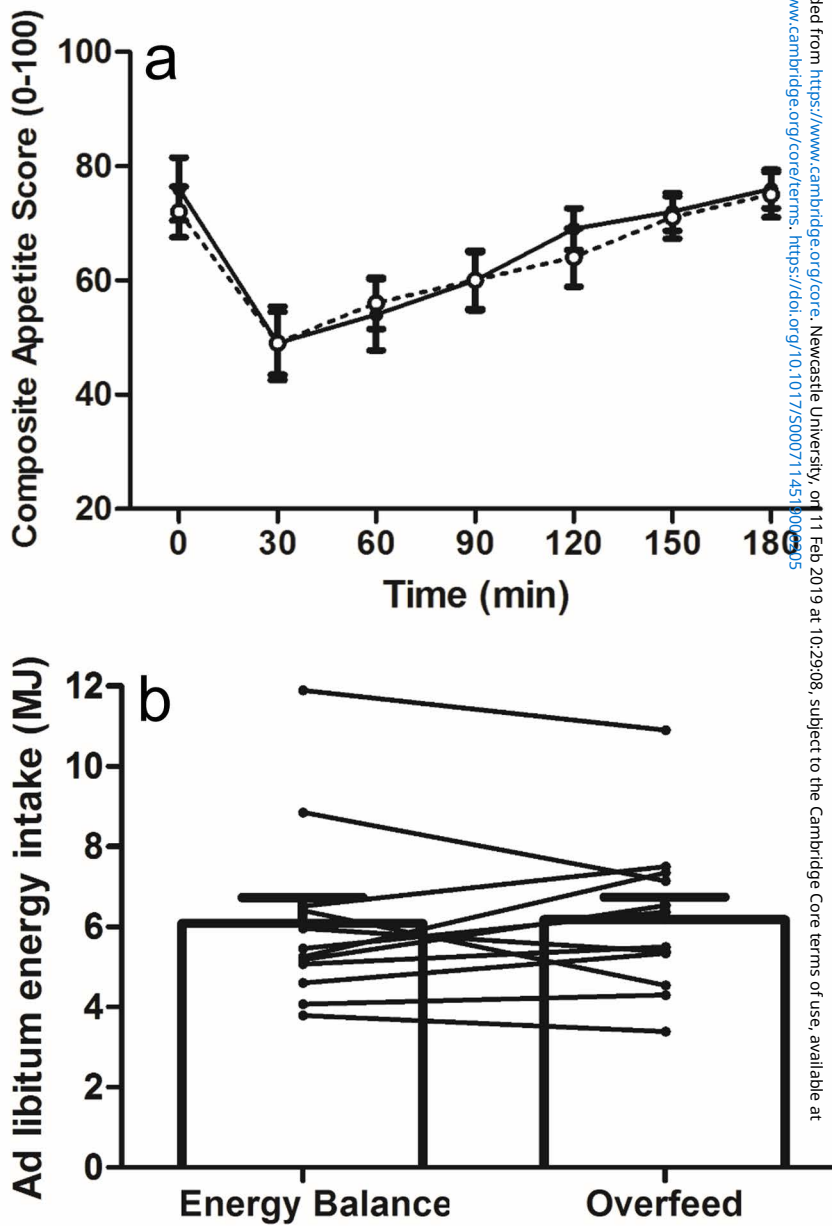 a
Composite Appetite Score (0-100)
100
80
60
40
20
0 30 60 90 120 150 180
Time (min)
b
Ad libitum energy intake (MJ)
12
10
8
6
4
2
0
Energy Balance Overfeed
ded from https://www.cambridge.org/core. Newcastle University, on 11 Feb 2019 at 10:29:08, subject to the Cambridge Core terms of use, available at
ww.cambridge.org/core/terms. https://doi.org/10.1017/S0007114519000205